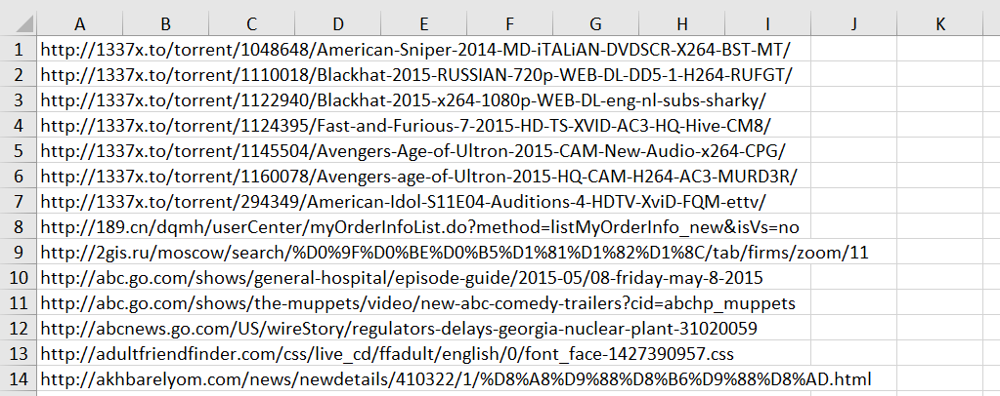 A B C D E F G H I J K
1 http://1337x.to/torrent/1048648/American-Sniper-2014-MD-iTALiAN-DVDSCR-X264-BST-MT/
2 http://1337x.to/torrent/1110018/Blackhat-2015-RUSSIAN-720p-WEB-DL-DD5-1-H264-RUFGT/
3 http://1337x.to/torrent/1122940/Blackhat-2015-x264-1080p-WEB-DL-eng-nl-subs-sharky/
4 http://1337x.to/torrent/1124395/Fast-and-Furious-7-2015-HD-TS-XVID-AC3-HQ-Hive-CM8/
5 http://1337x.to/torrent/1145504/Avengers-Age-of-Ultron-2015-CAM-New-Audio-x264-CPG/
6 http://1337x.to/torrent/1160078/Avengers-age-of-Ultron-2015-HQ-CAM-H264-AC3-MURD3R/
7 http://1337x.to/torrent/294349/American-Idol-S11E04-Auditions-4-HDTV-XviD-FQM-ettv/
8 http://189.cn/dqmh/userCenter/myOrderInfoList.do?method=listMyOrderInfo_new&isVs=no
9 http://2gis.ru/moscow/search/%D0%9F%D0%BE%D0%B5%D1%81%D1%82%D1%8C/tab/firms/zoom/11
10 http://abc.go.com/shows/general-hospital/episode-guide/2015-05/08-friday-may-8-2015
11 http://abc.go.com/shows/the-muppets/video/new-abc-comedy-trailers?cid=abchp_muppets
12 http://abcnews.go.com/US/wireStory/regulators-delays-georgia-nuclear-plant-31020059
13 http://adultfriendfinder.com/css/live_cd/ffadult/english/0/font_face-1427390957.css
14 http://akhbarelyom.com/news/newdetails/410322/1/%D8%A8%D9%88%D8%B6%D9%88%D8%AD.html